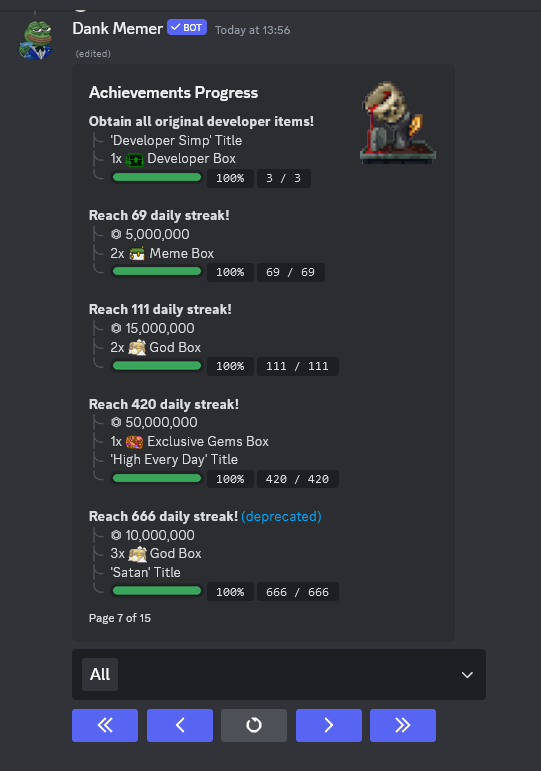 Dank Memer ✓ BOT Today at 13:56
(edited)
Achievements Progress
Obtain all original developer items!
'Developer Simp' Title
1x Developer Box
100% 3 / 3
Reach 69 daily streak!
5,000,000
2x Meme Box
100% 69 / 69
Reach 111 daily streak!
15,000,000
2x God Box
100% 111 / 111
Reach 420 daily streak!
50,000,000
1x Exclusive Gems Box
'High Every Day' Title
100% 420 / 420
Reach 666 daily streak! (deprecated)
10,000,000
3x God Box
'Satan' Title
100% 666 / 666
Page 7 of 15
All